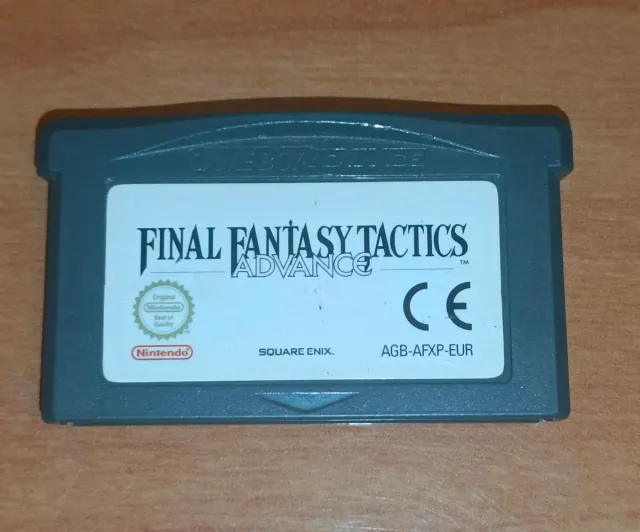 GAME BOY ADVANCE
FINAL FANTASY TACTICS
ADVANCE
TM
Original
Nintendo
Seal of
Quality
CE
Nintendo
SQUARE ENIX.
AGB-AFXP-EUR